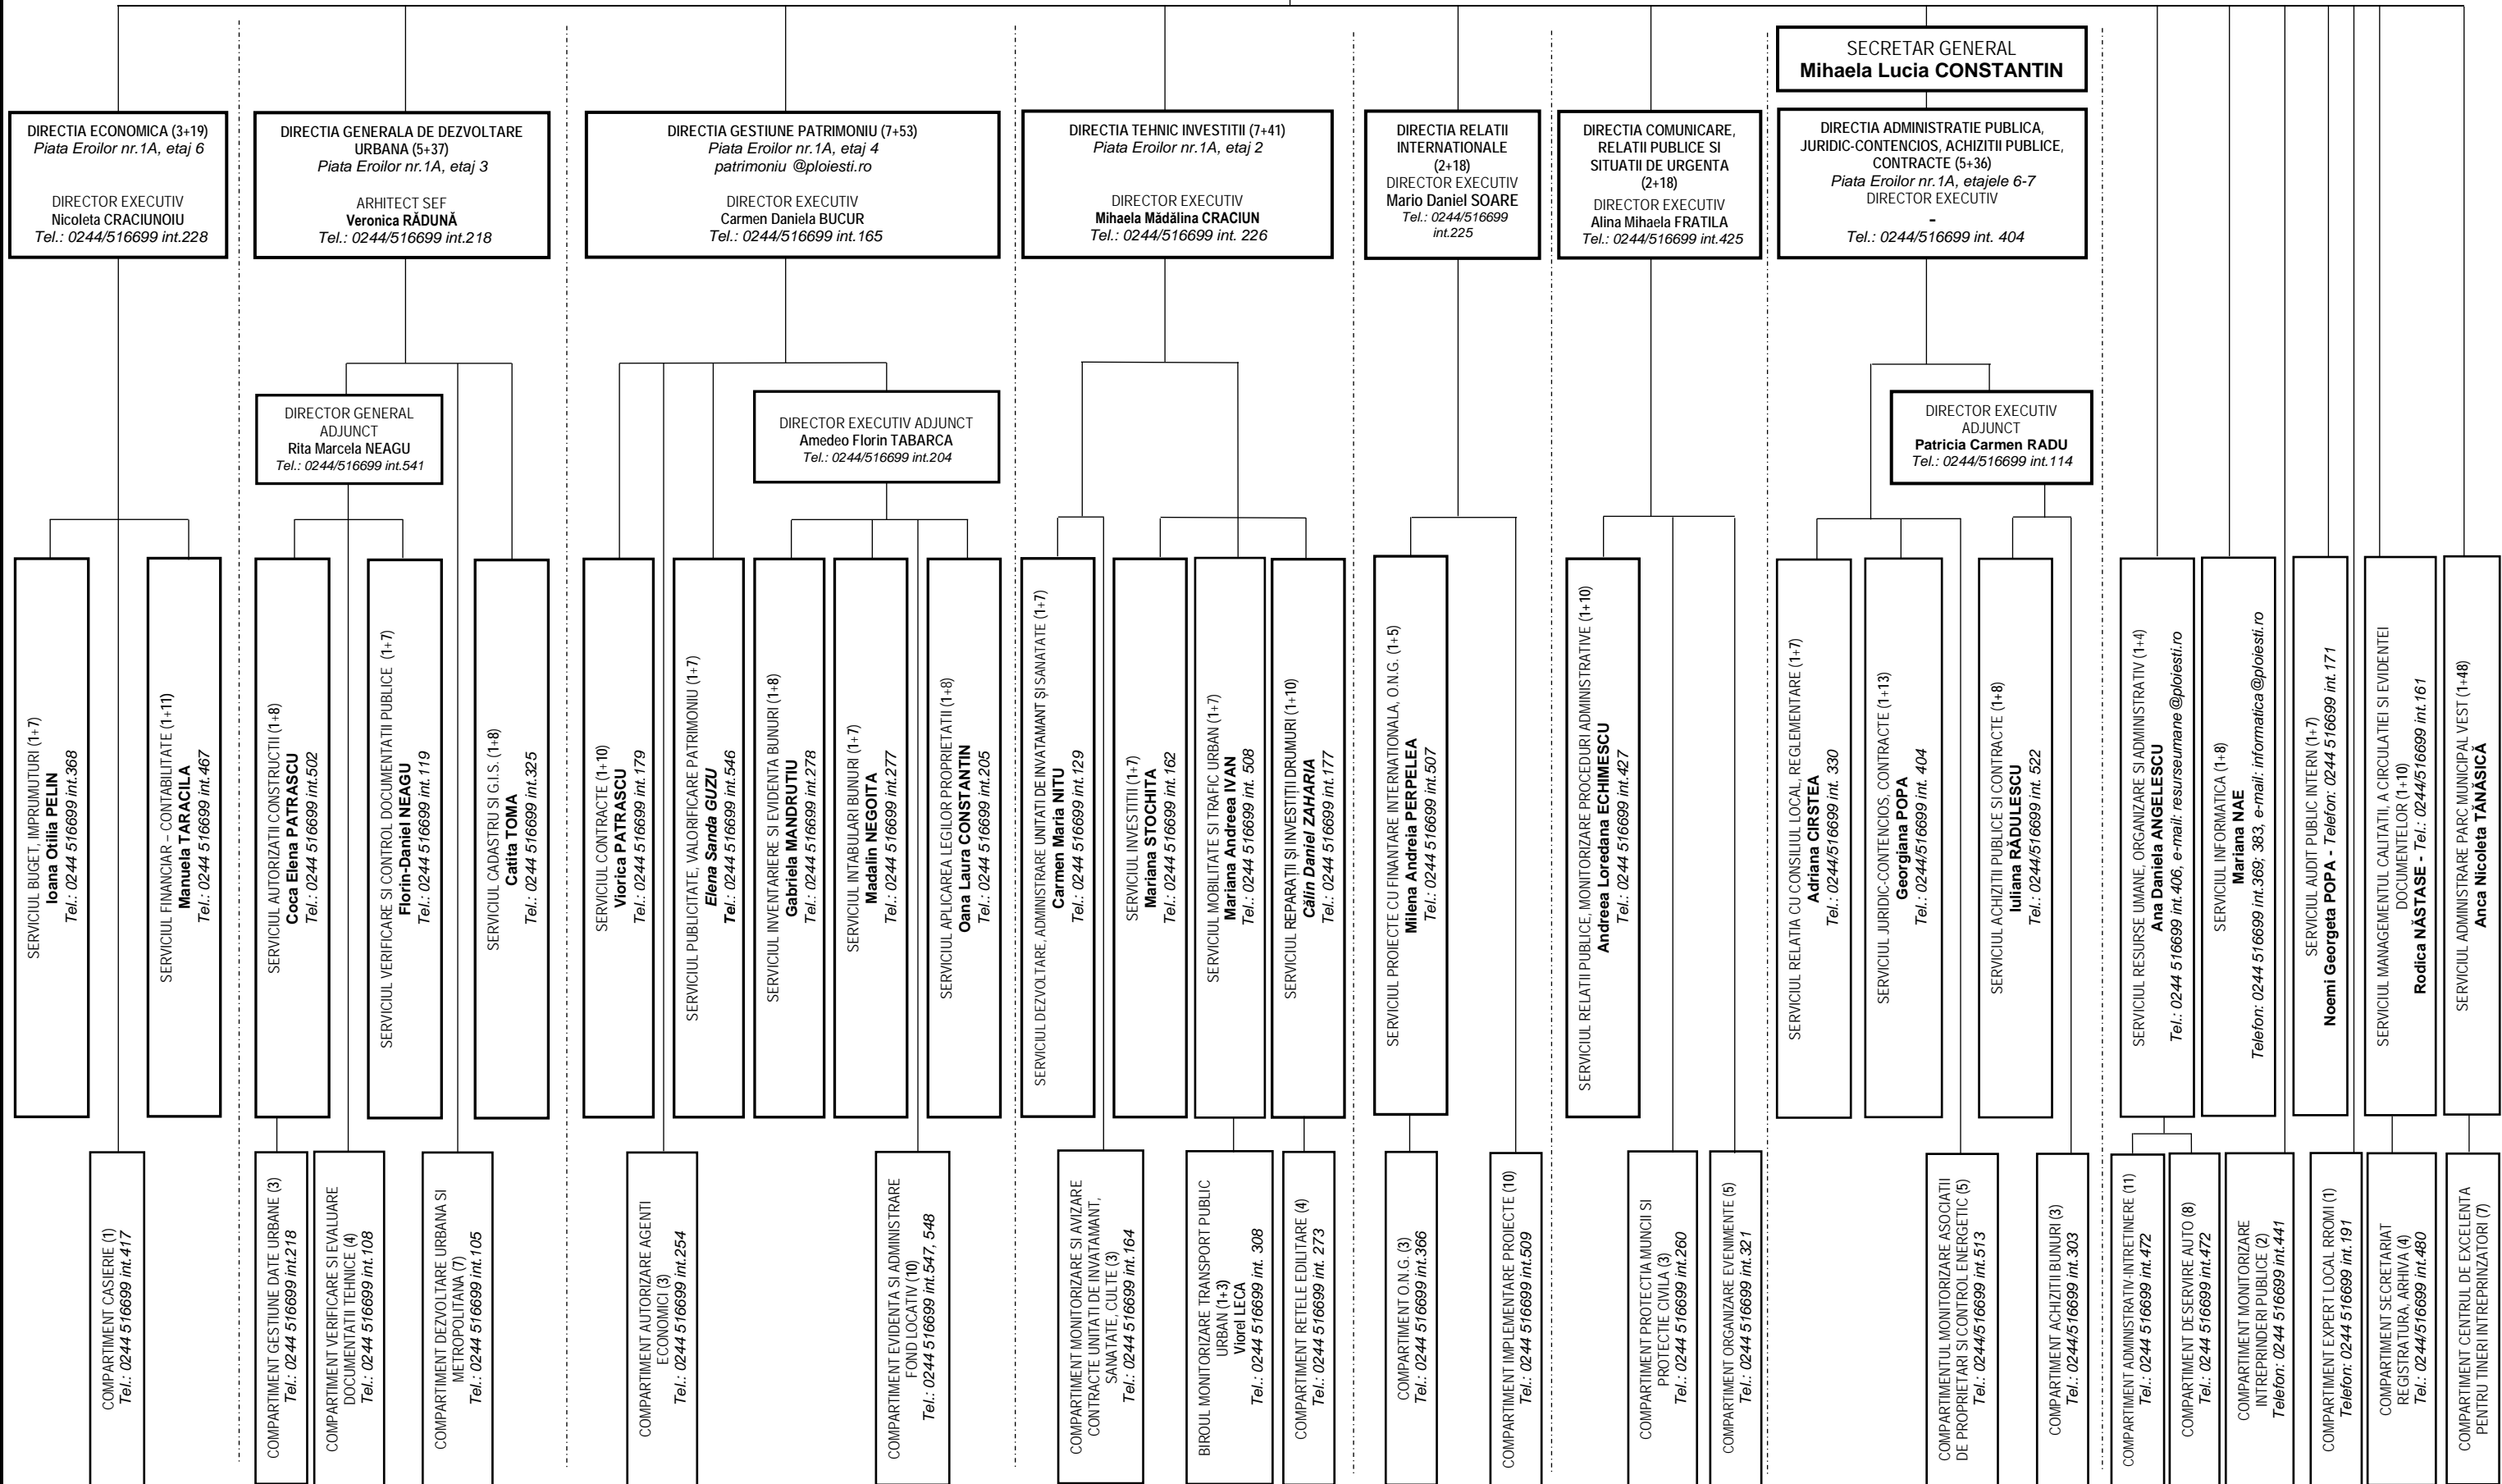 SECRETAR GENERAL
Mihaela Lucia CONSTANTIN
DIRECTIA ECONOMICA (3+19)
Piata Eroilor nr.1A, etaj 6
DIRECTOR EXECUTIV
Nicoleta CRACIUNOIU
Tel.: 0244/516699 int.228
DIRECTIA GENERALA DE DEZVOLTARE
URBANA (5+37)
Piata Eroilor nr.1A, etaj 3
ARHITECT SEF
Veronica RĂDUNĂ
Tel.: 0244/516699 int.218
DIRECTIA GESTIUNE PATRIMONIU (7+53)
Piata Eroilor nr.1A, etaj 4
patrimoniu @ploiesti.ro
DIRECTOR EXECUTIV
Carmen Daniela BUCUR
Tel.: 0244/516699 int.165
DIRECTIA TEHNIC INVESTITII (7+41)
Piata Eroilor nr.1A, etaj 2
DIRECTOR EXECUTIV
Mihaela Mădălina CRACIUN
Tel.: 0244/516699 int. 226
DIRECTIA RELATII
INTERNATIONALE
(2+18)
DIRECTOR EXECUTIV
Mario Daniel SOARE
Tel.: 0244/516699
int.225
DIRECTIA COMUNICARE,
RELATII PUBLICE SI
SITUATII DE URGENTA
(2+18)
DIRECTOR EXECUTIV
Alina Mihaela FRATILA
Tel.: 0244/516699 int.425
DIRECTIA ADMINISTRATIE PUBLICA,
JURIDIC-CONTENCIOS, ACHIZITII PUBLICE,
CONTRACTE (5+36)
Piata Eroilor nr.1A, etajele 6-7
DIRECTOR EXECUTIV
-
Tel.: 0244/516699 int. 404
DIRECTOR GENERAL
ADJUNCT
Rita Marcela NEAGU
Tel.: 0244/516699 int.541
DIRECTOR EXECUTIV ADJUNCT
Amedeo Florin TABARCA
Tel.: 0244/516699 int.204
DIRECTOR EXECUTIV
ADJUNCT
Patricia Carmen RADU
Tel.: 0244/516699 int.114
SERVICIUL BUGET, IMPRUMUTURI (1+7)
Ioana Otilia PELIN
Tel.: 0244 516699 int.368
SERVICIUL FINANCIAR – CONTABILITATE (1+11)
Manuela TARACILA
Tel.: 0244 516699 int.467
SERVICIUL AUTORIZATII CONSTRUCTII (1+8)
Coca Elena PATRASCU
Tel.: 0244 516699 int.502
SERVICIUL VERIFICARE SI CONTROL DOCUMENTATII PUBLICE (1+7)
Florin-Daniel NEAGU
Tel.: 0244 516699 int.119
SERVICIUL CADASTRU SI G.I.S. (1+8)
Catita TOMA
Tel.: 0244 516699 int.325
SERVICIUL CONTRACTE (1+10)
Viorica PATRASCU
Tel.: 0244 516699 int.179
SERVICIUL PUBLICITATE, VALORIFICARE PATRIMONIU (1+7)
Elena Sanda GUZU
Tel.: 0244 516699 int.546
SERVICIUL INVENTARIERE SI EVIDENTA BUNURI (1+8)
Gabriela MANDRUTIU
Tel.: 0244 516699 int.278
SERVICIUL INTABULARI BUNURI (1+7)
Madalin NEGOITA
Tel.: 0244 516699 int.277
SERVICIUL APLICAREA LEGILOR PROPRIETATII (1+8)
Oana Laura CONSTANTIN
Tel.: 0244 516699 int.205
SERVICIUL DEZVOLTARE, ADMINISTRARE UNITATI DE INVATAMANT ȘI SANATATE (1+7)
Carmen Maria NITU
Tel.: 0244 516699 int.129
SERVICIUL INVESTITII (1+7)
Mariana STOCHITA
Tel.: 0244 516699 int. 162
SERVICIUL MOBILITATE SI TRAFIC URBAN (1+7)
Mariana Andreea IVAN
Tel.: 0244 516699 int. 508
SERVICIUL REPARAȚII ȘI INVESTIȚII DRUMURI (1+10)
Călin Daniel ZAHARIA
Tel.: 0244 516699 int.177
SERVICIUL PROIECTE CU FINANTARE INTERNATIONALA, O.N.G. (1+5)
Milena Andreia PERPELEA
Tel.: 0244 516699 int.507
SERVICIUL RELATII PUBLICE, MONITORIZARE PROCEDURI ADMINISTRATIVE (1+10)
Andreea Loredana ECHIMESCU
Tel.: 0244 516699 int.427
SERVICIUL RELATIA CU CONSILIUL LOCAL, REGLEMENTARE (1+7)
Adriana CIRSTEA
Tel.: 0244/516699 int. 330
SERVICIUL JURIDIC-CONTENCIOS, CONTRACTE (1+13)
Georgiana POPA
Tel.: 0244/516699 int. 404
SERVICIUL ACHIZITII PUBLICE SI CONTRACTE (1+8)
Iuliana RĂDULESCU
Tel.: 0244/516699 int. 522
SERVICIUL RESURSE UMANE, ORGANIZARE SI ADMINISTRATIV (1+4)
Ana Daniela ANGELESCU
Tel.: 0244 516699 int.406, e-mail: resurseumane@ploiesti.ro
SERVICIUL INFORMATICA (1+8)
Mariana NAE
Telefon: 0244 516699 int.369; 383, e-mail: informatica@ploiesti.ro
SERVICIUL AUDIT PUBLIC INTERN (1+7)
Noemi Georgeta POPA - Telefon: 0244 516699 int. 171
SERVICIUL MANAGEMENTUL CALITATII, A CIRCULATIEI SI EVIDENTEI
DOCUMENTELOR (1+10)
Rodica NĂSTASE - Tel.: 0244/516699 int.161
SERVICIUL ADMINISTRARE PARC MUNICIPAL VEST (1+48)
Anca Nicoleta TĂNĂSICĂ
COMPARTIMENT CASIERIE (1)
Tel.: 0244 516699 int.417
COMPARTIMENT GESTIUNE DATE URBANE (3)
Tel.: 0244 516699 int.218
COMPARTIMENT VERIFICARE SI EVALUARE
DOCUMENTATII TEHNICE (4)
Tel.: 0244 516699 int.108
COMPARTIMENT DEZVOLTARE URBANA SI
METROPOLITANA (7)
Tel.: 0244 516699 int.105
COMPARTIMENT AUTORIZARE AGENTI
ECONOMICI (3)
Tel.: 0244 516699 int.254
COMPARTIMENT EVIDENTA SI ADMINISTRARE
FOND LOCATIV (10)
Tel.: 0244 516699 int.547, 548
COMPARTIMENT MONITORIZARE SI AVIZARE
CONTRACTE UNITATI DE INVATAMANT,
SANATATE, CULTE (3)
Tel.: 0244 516699 int.164
BIROUL MONITORIZARE TRANSPORT PUBLIC
URBAN (1+3)
Viorel LECA
Tel.: 0244 516699 int. 308
COMPARTIMENT RETELE EDILITARE (4)
Tel.: 0244 516699 int. 273
COMPARTIMENT O.N.G. (3)
Tel.: 0244 516699 int.366
COMPARTIMENT IMPLEMENTARE PROIECTE (10)
Tel.: 0244 516699 int.509
COMPARTIMENT PROTECTIA MUNCII SI
PROTECTIE CIVILĂ (3)
Tel.: 0244 516699 int.260
COMPARTIMENT ORGANIZARE EVENIMENTE (5)
Tel.: 0244 516699 int.321
COMPARTIMENTUL MONITORIZARE ASOCIATII
DE PROPRIETARI SI CONTROL ENERGETIC (5)
Tel.: 0244/516699 int.513
COMPARTIMENT ACHIZITII BUNURI (3)
Tel.: 0244/516699 int.303
COMPARTIMENT ADMINISTRATIV-INTRETINERE (11)
Tel.: 0244 516699 int.472
COMPARTIMENT DESERVIRE AUTO (8)
Tel.: 0244 516699 int.472
COMPARTIMENT MONITORIZARE
INTREPRINDERI PUBLICE (2)
Telefon: 0244 516699 int.441
COMPARTIMENT EXPERT LOCAL RROMI (1)
Telefon: 0244 516699 int.191
COMPARTIMENT SECRETARIAT
REGISTRATURA, ARHIVA (4)
Tel.: 0244/516699 int.480
COMPARTIMENT CENTRUL DE EXCELENTA
PENTRU TINERI INTREPRINZATORI (7)